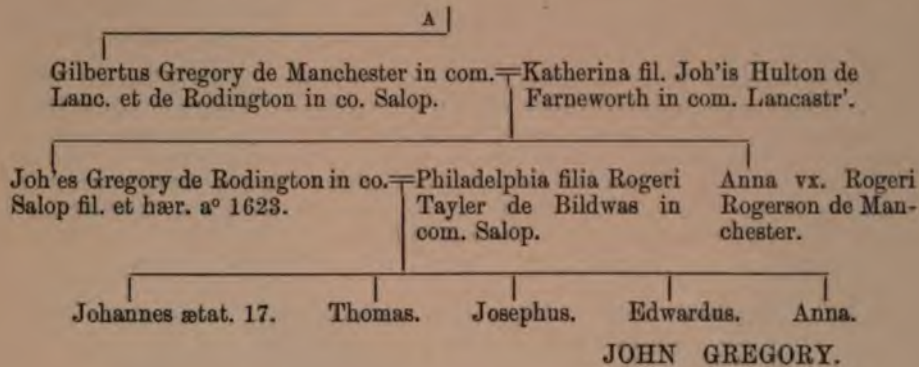 A
Gilbertus Gregory de Manchester in com. Lanc. et de Rodington in co. Salop.
Katherina fil. Joh'is Hulton de Farneworth in com. Lancastr'.
Joh'es Gregory de Rodington in co. Salop fil. et hær. aº 1623.
Philadelphia filia Rogeri Tayler de Bildwas in com. Salop.
Anna vx. Rogeri Rogerson de Manchester.
Johannes ætat. 17. Thomas. Josephus. Edwardus. Anna.
JOHN GREGORY.